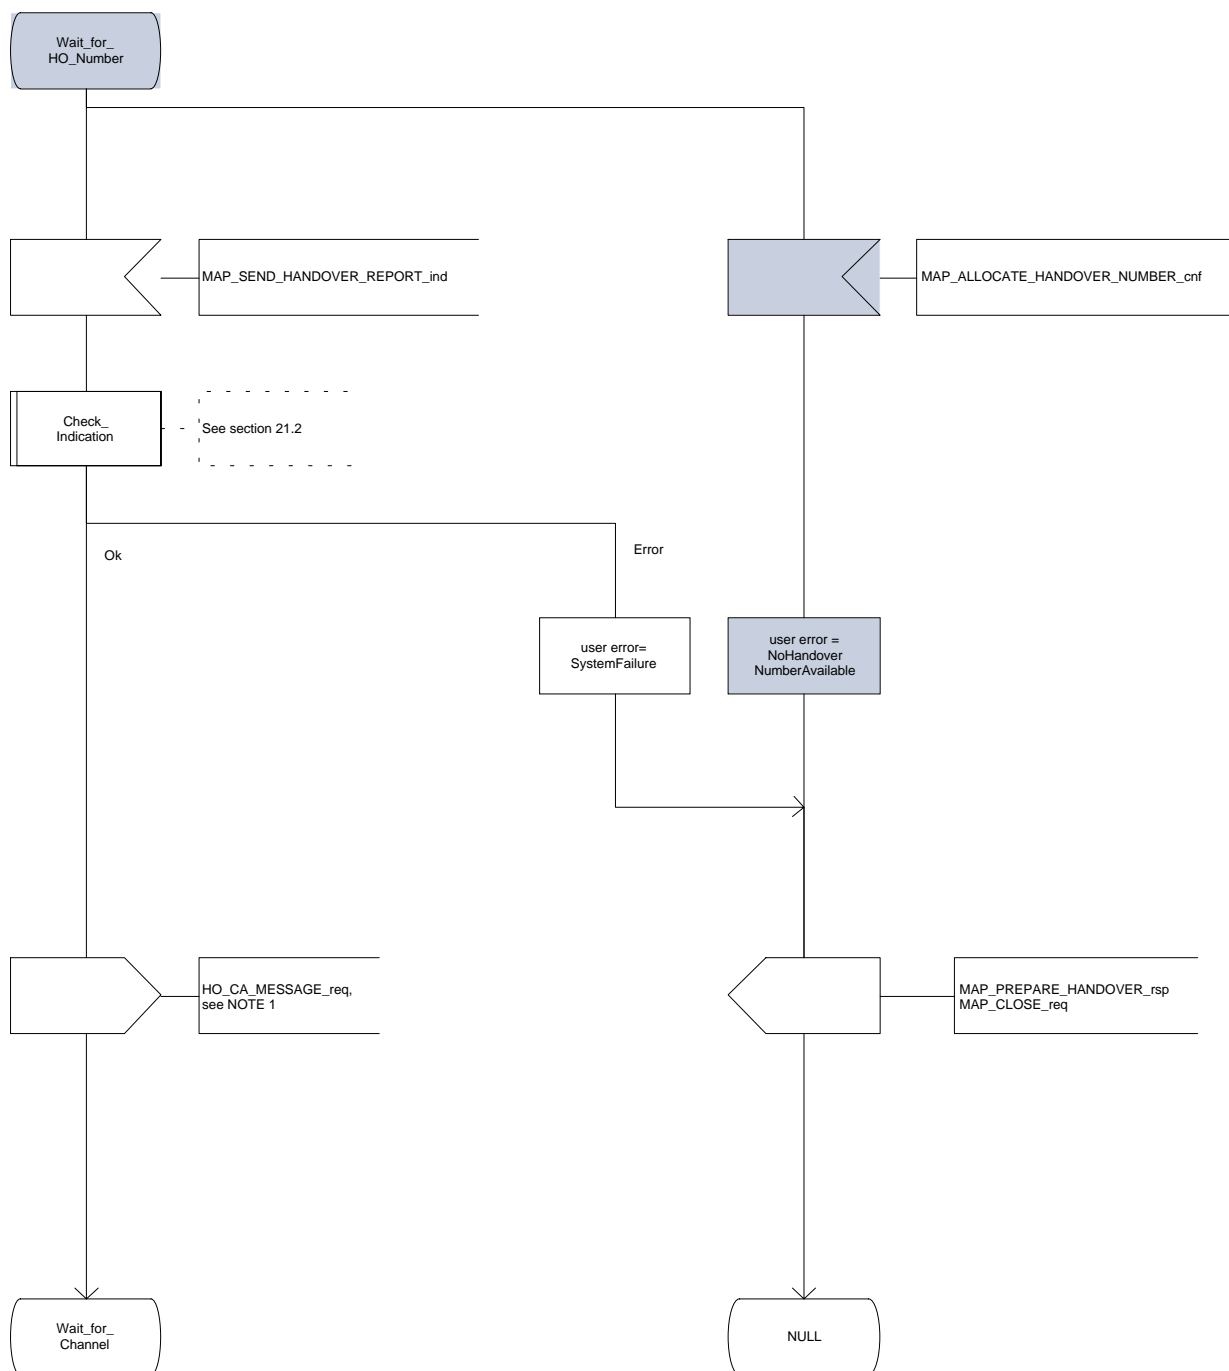 Wait_for_
HO_Number
MAP_SEND_HANDOVER_REPORT_ind
MAP_ALLOCATE_HANDOVER_NUMBER_cnf
Check_
Indication
See section 21.2
Ok
Error
user error=
SystemFailure
user error =
NoHandover
NumberAvailable
HO_CA_MESSAGE_req,
see NOTE 1
MAP_PREPARE_HANDOVER_rsp
MAP_CLOSE_req
Wait_for_
Channel
NULL